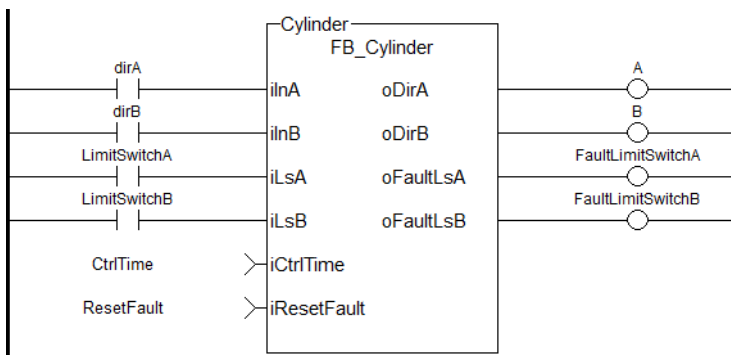 Cylinder
FB_Cylinder
dirA
iInA
oDirA
A
dirB
iInB
oDirB
B
LimitSwitchA
iLsA
oFaultLsA
FaultLimitSwitchA
LimitSwitchB
iLsB
oFaultLsB
FaultLimitSwitchB
CtrlTime
iCtrlTime
ResetFault
iResetFault